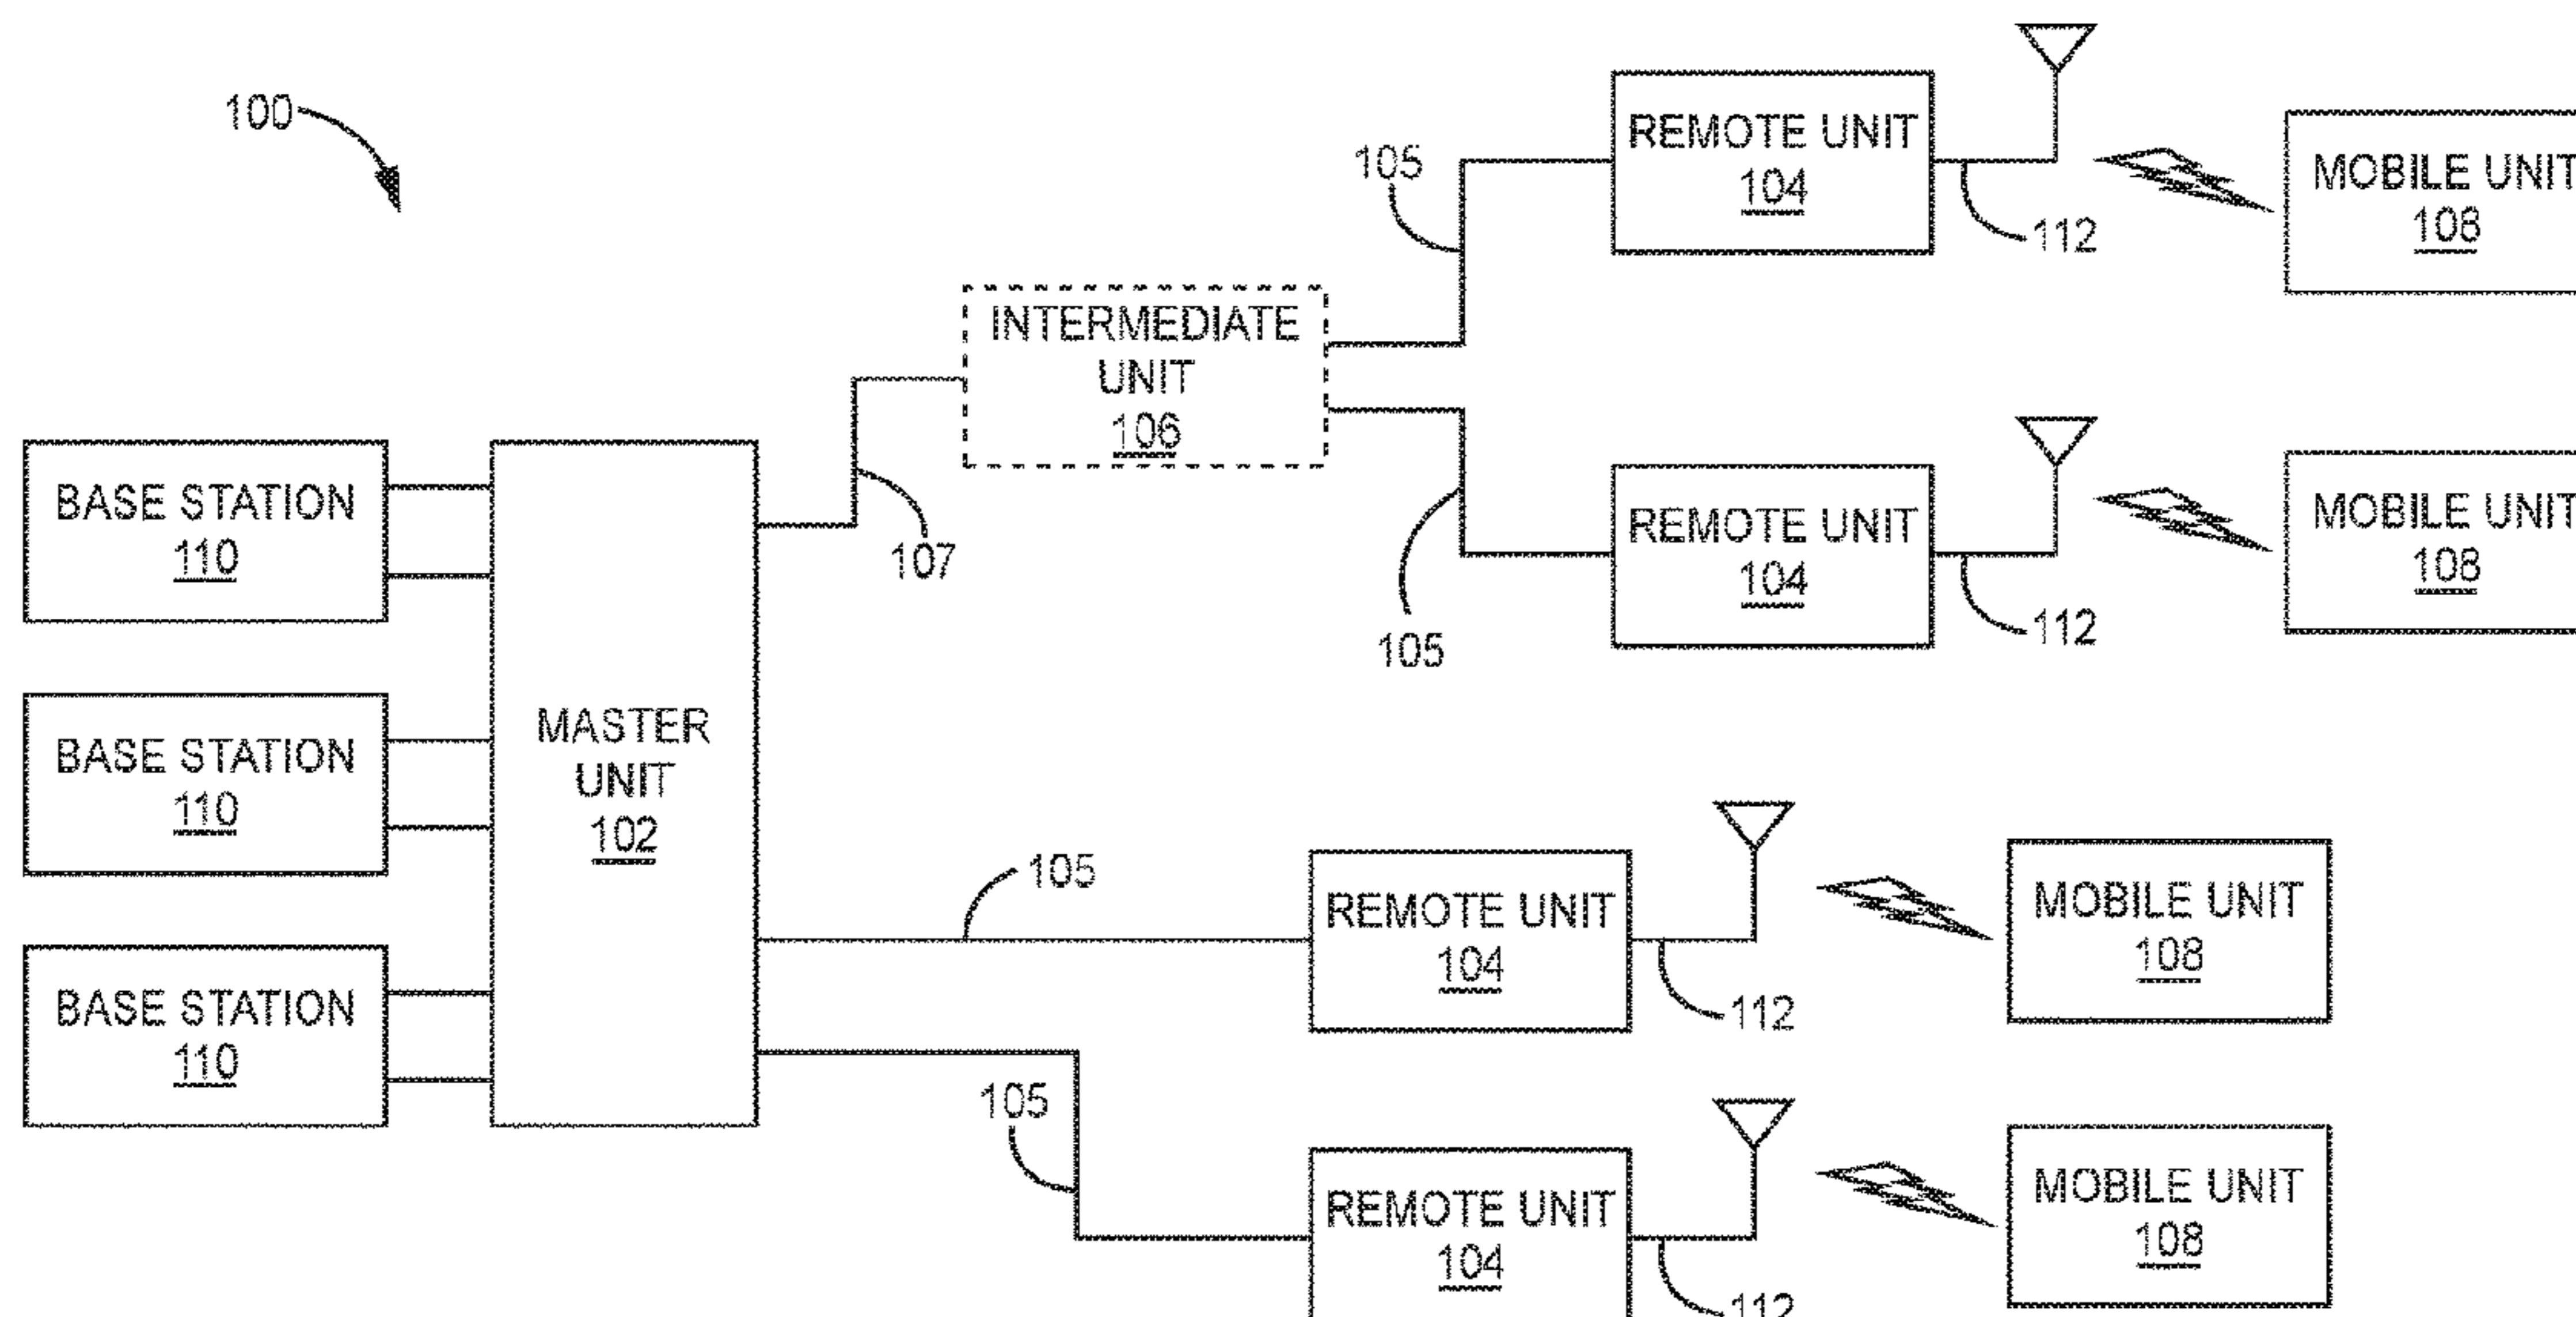 100
REMOTE UNIT
104
105
112
MOBILE UNIT
108
INTERMEDIATE
UNIT
106
107
105
REMOTE UNIT
104
112
MOBILE UNIT
108
BASE STATION
110
BASE STATION
110
BASE STATION
110
MASTER
UNIT
102
105
REMOTE UNIT
104
112
MOBILE UNIT
108
105
REMOTE UNIT
104
112
MOBILE UNIT
108